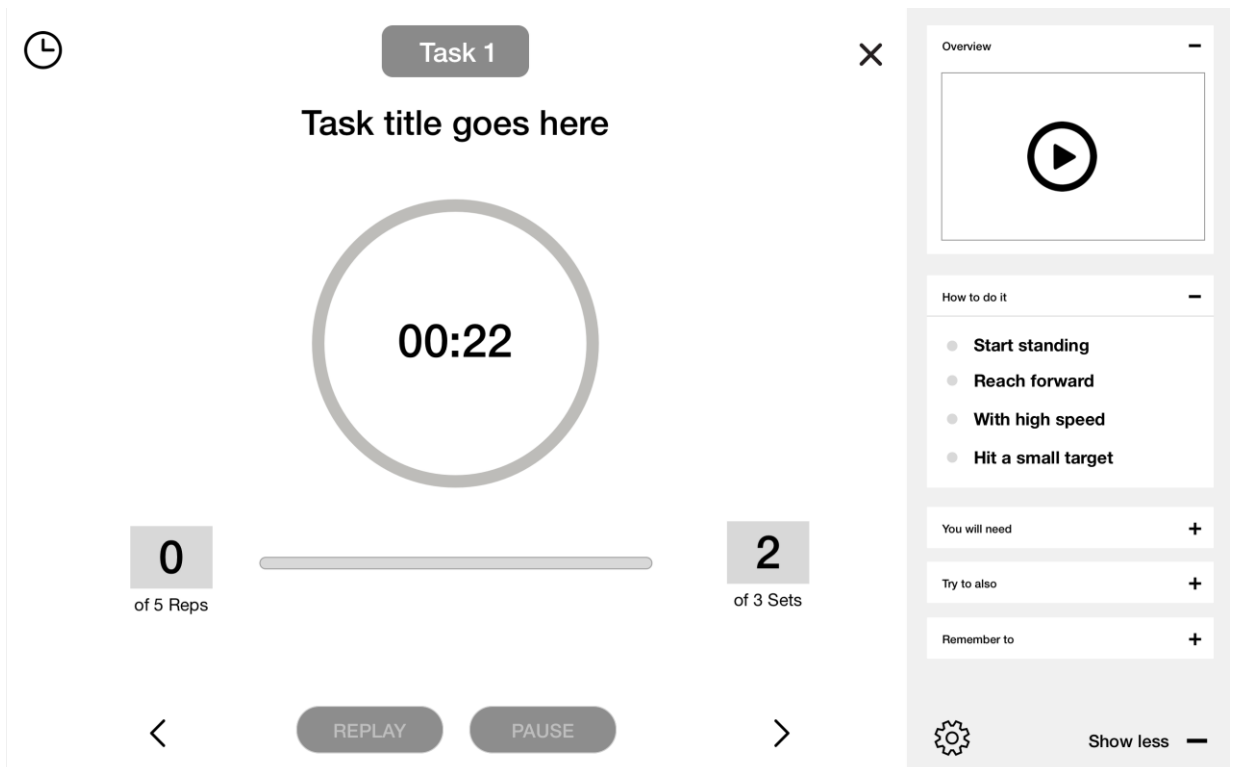 Task 1
Task title goes here
00:22
0
of 5 Reps
2
of 3 Sets
REPLAY
PAUSE
Overview
How to do it
Start standing
Reach forward
With high speed
Hit a small target
You will need
Try to also
Remember to
Show less